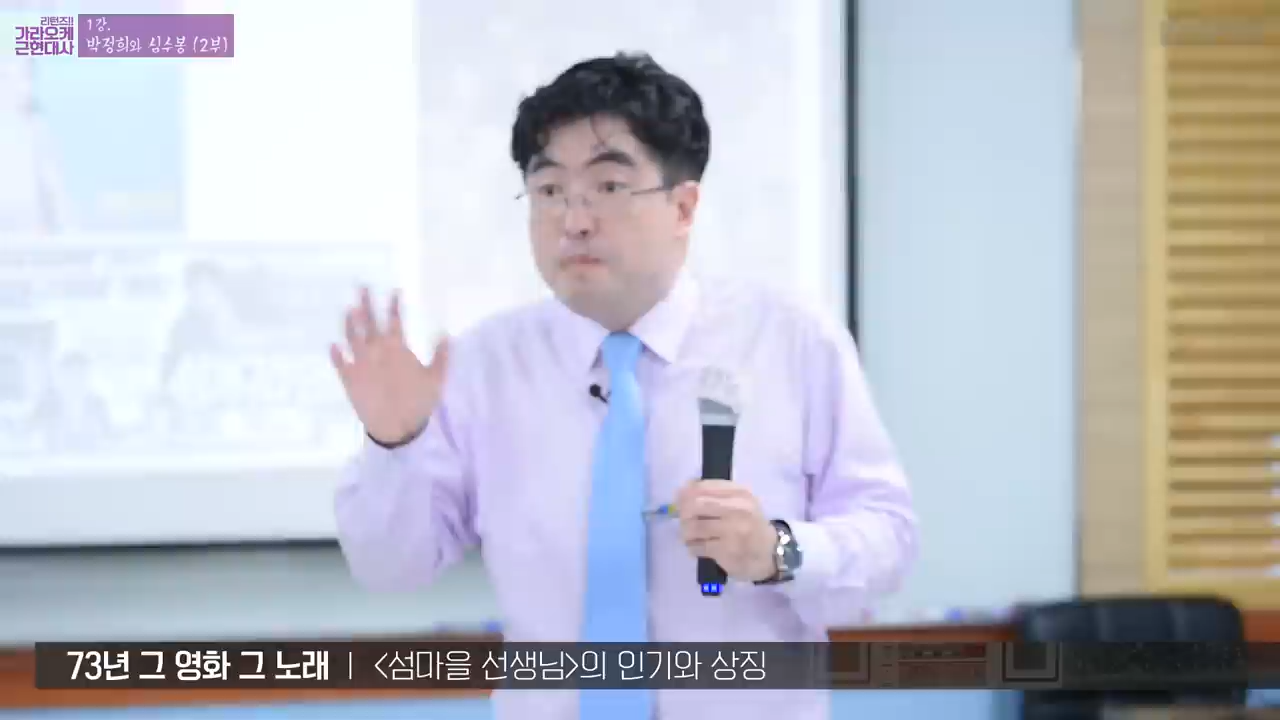 리턴즈!!
가라오케
근현대사
1강.
박정희와 심수봉 (2부)
73년 그 영화 그 노래 | <섬마을 선생님>의 인기와 상징